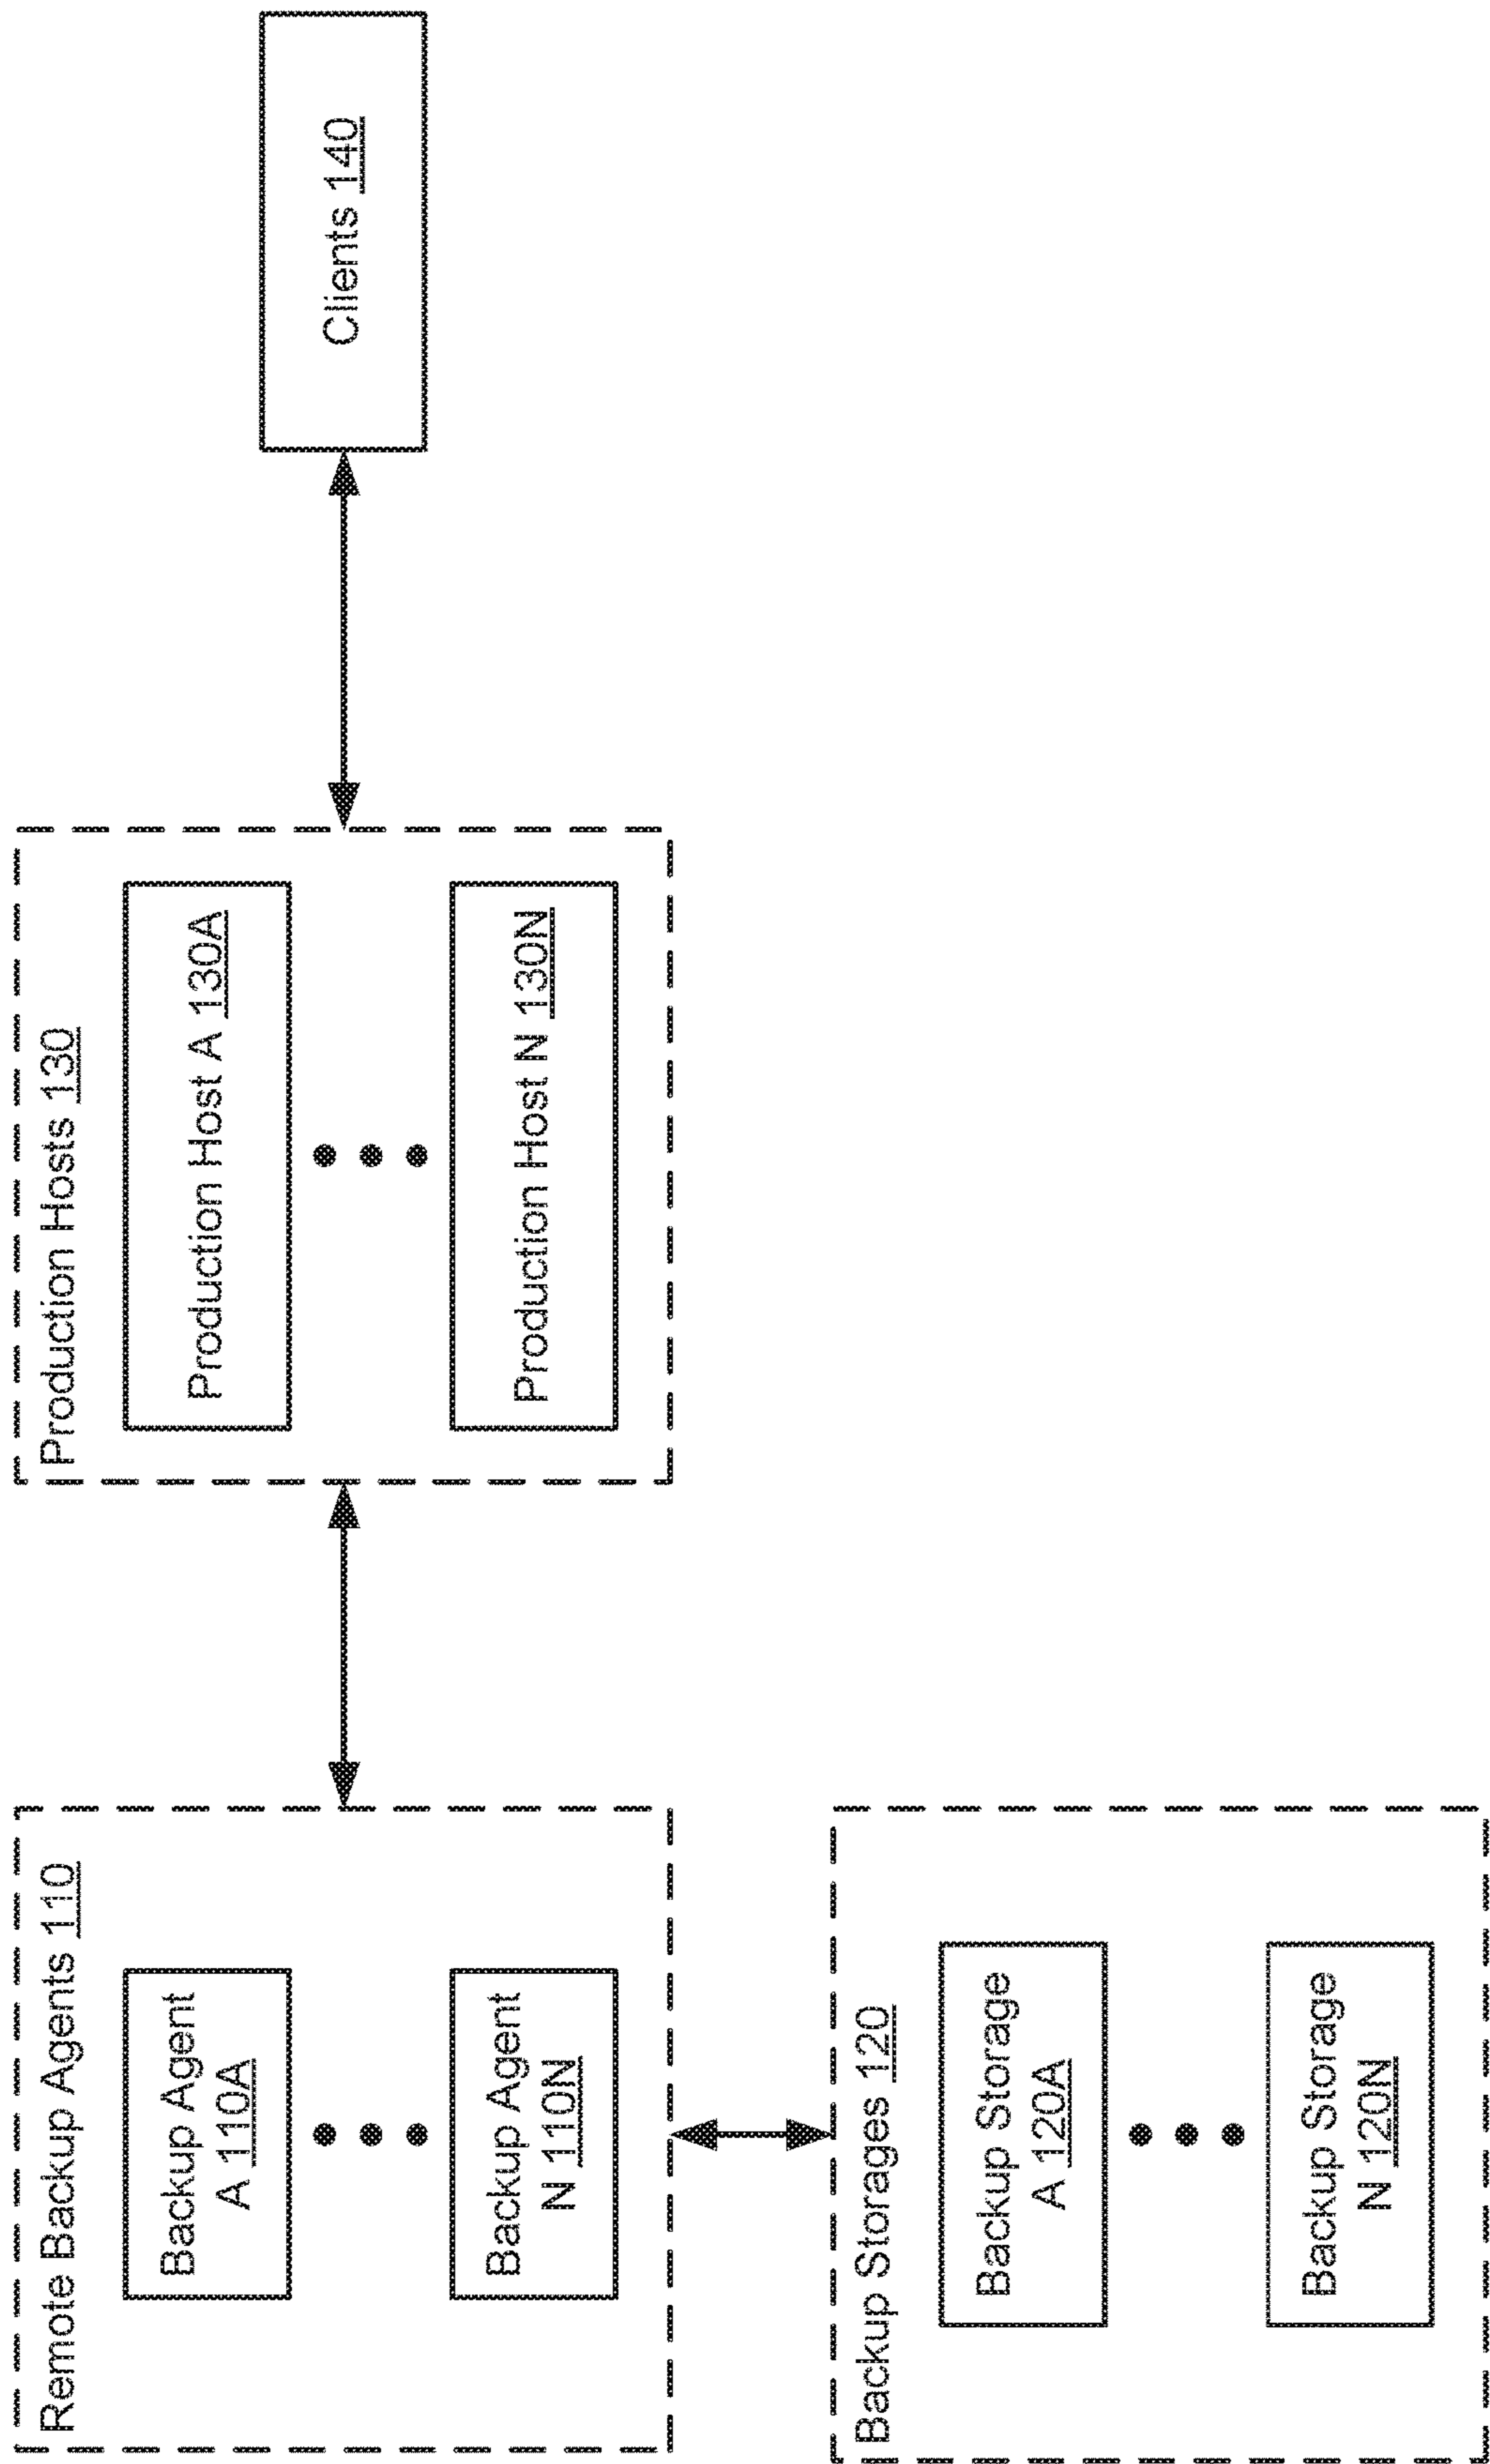 Remote Backup Agents 110
Backup Agent
A 110A
Backup Agent
N 110N
Production Hosts 130
Production Host A 130A
Production Host N 130N
Clients 140
Backup Storages 120
Backup Storage
A 120A
Backup Storage
N 120N